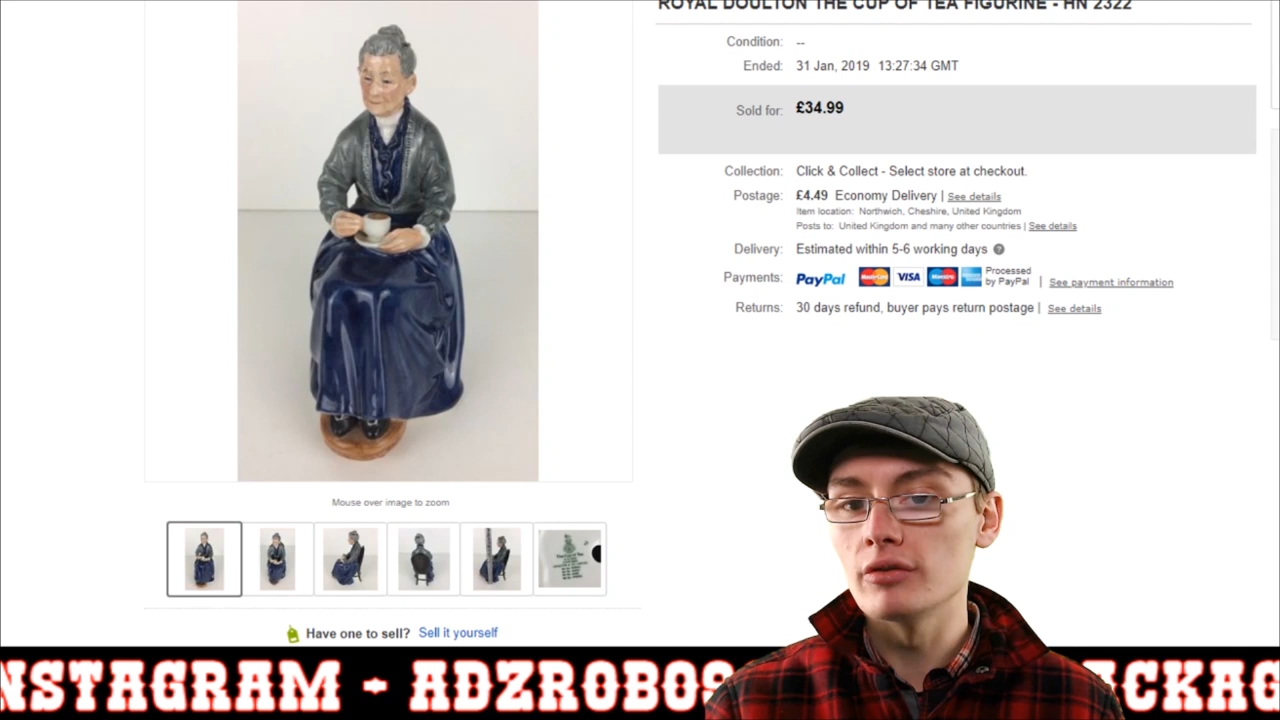 ROYAL DOULTON THE CUP OF TEA FIGURINE - HN 2322
Condition: --
Ended: 31 Jan, 2019 13:27:34 GMT
Sold for: £34.99
Collection: Click & Collect - Select store at checkout.
Postage: £4.49 Economy Delivery | See details
Item location: Northwich, Cheshire, United Kingdom
Posts to: United Kingdom and many other countries | See details
Delivery: Estimated within 5-6 working days ?
Payments: PayPal MasterCard VISA Maestro Processed by PayPal | See payment information
Returns: 30 days refund, buyer pays return postage | See details
Mouse over image to zoom
Have one to sell? Sell it yourself
NSTAGRAM - ADZROBO9 CKAG